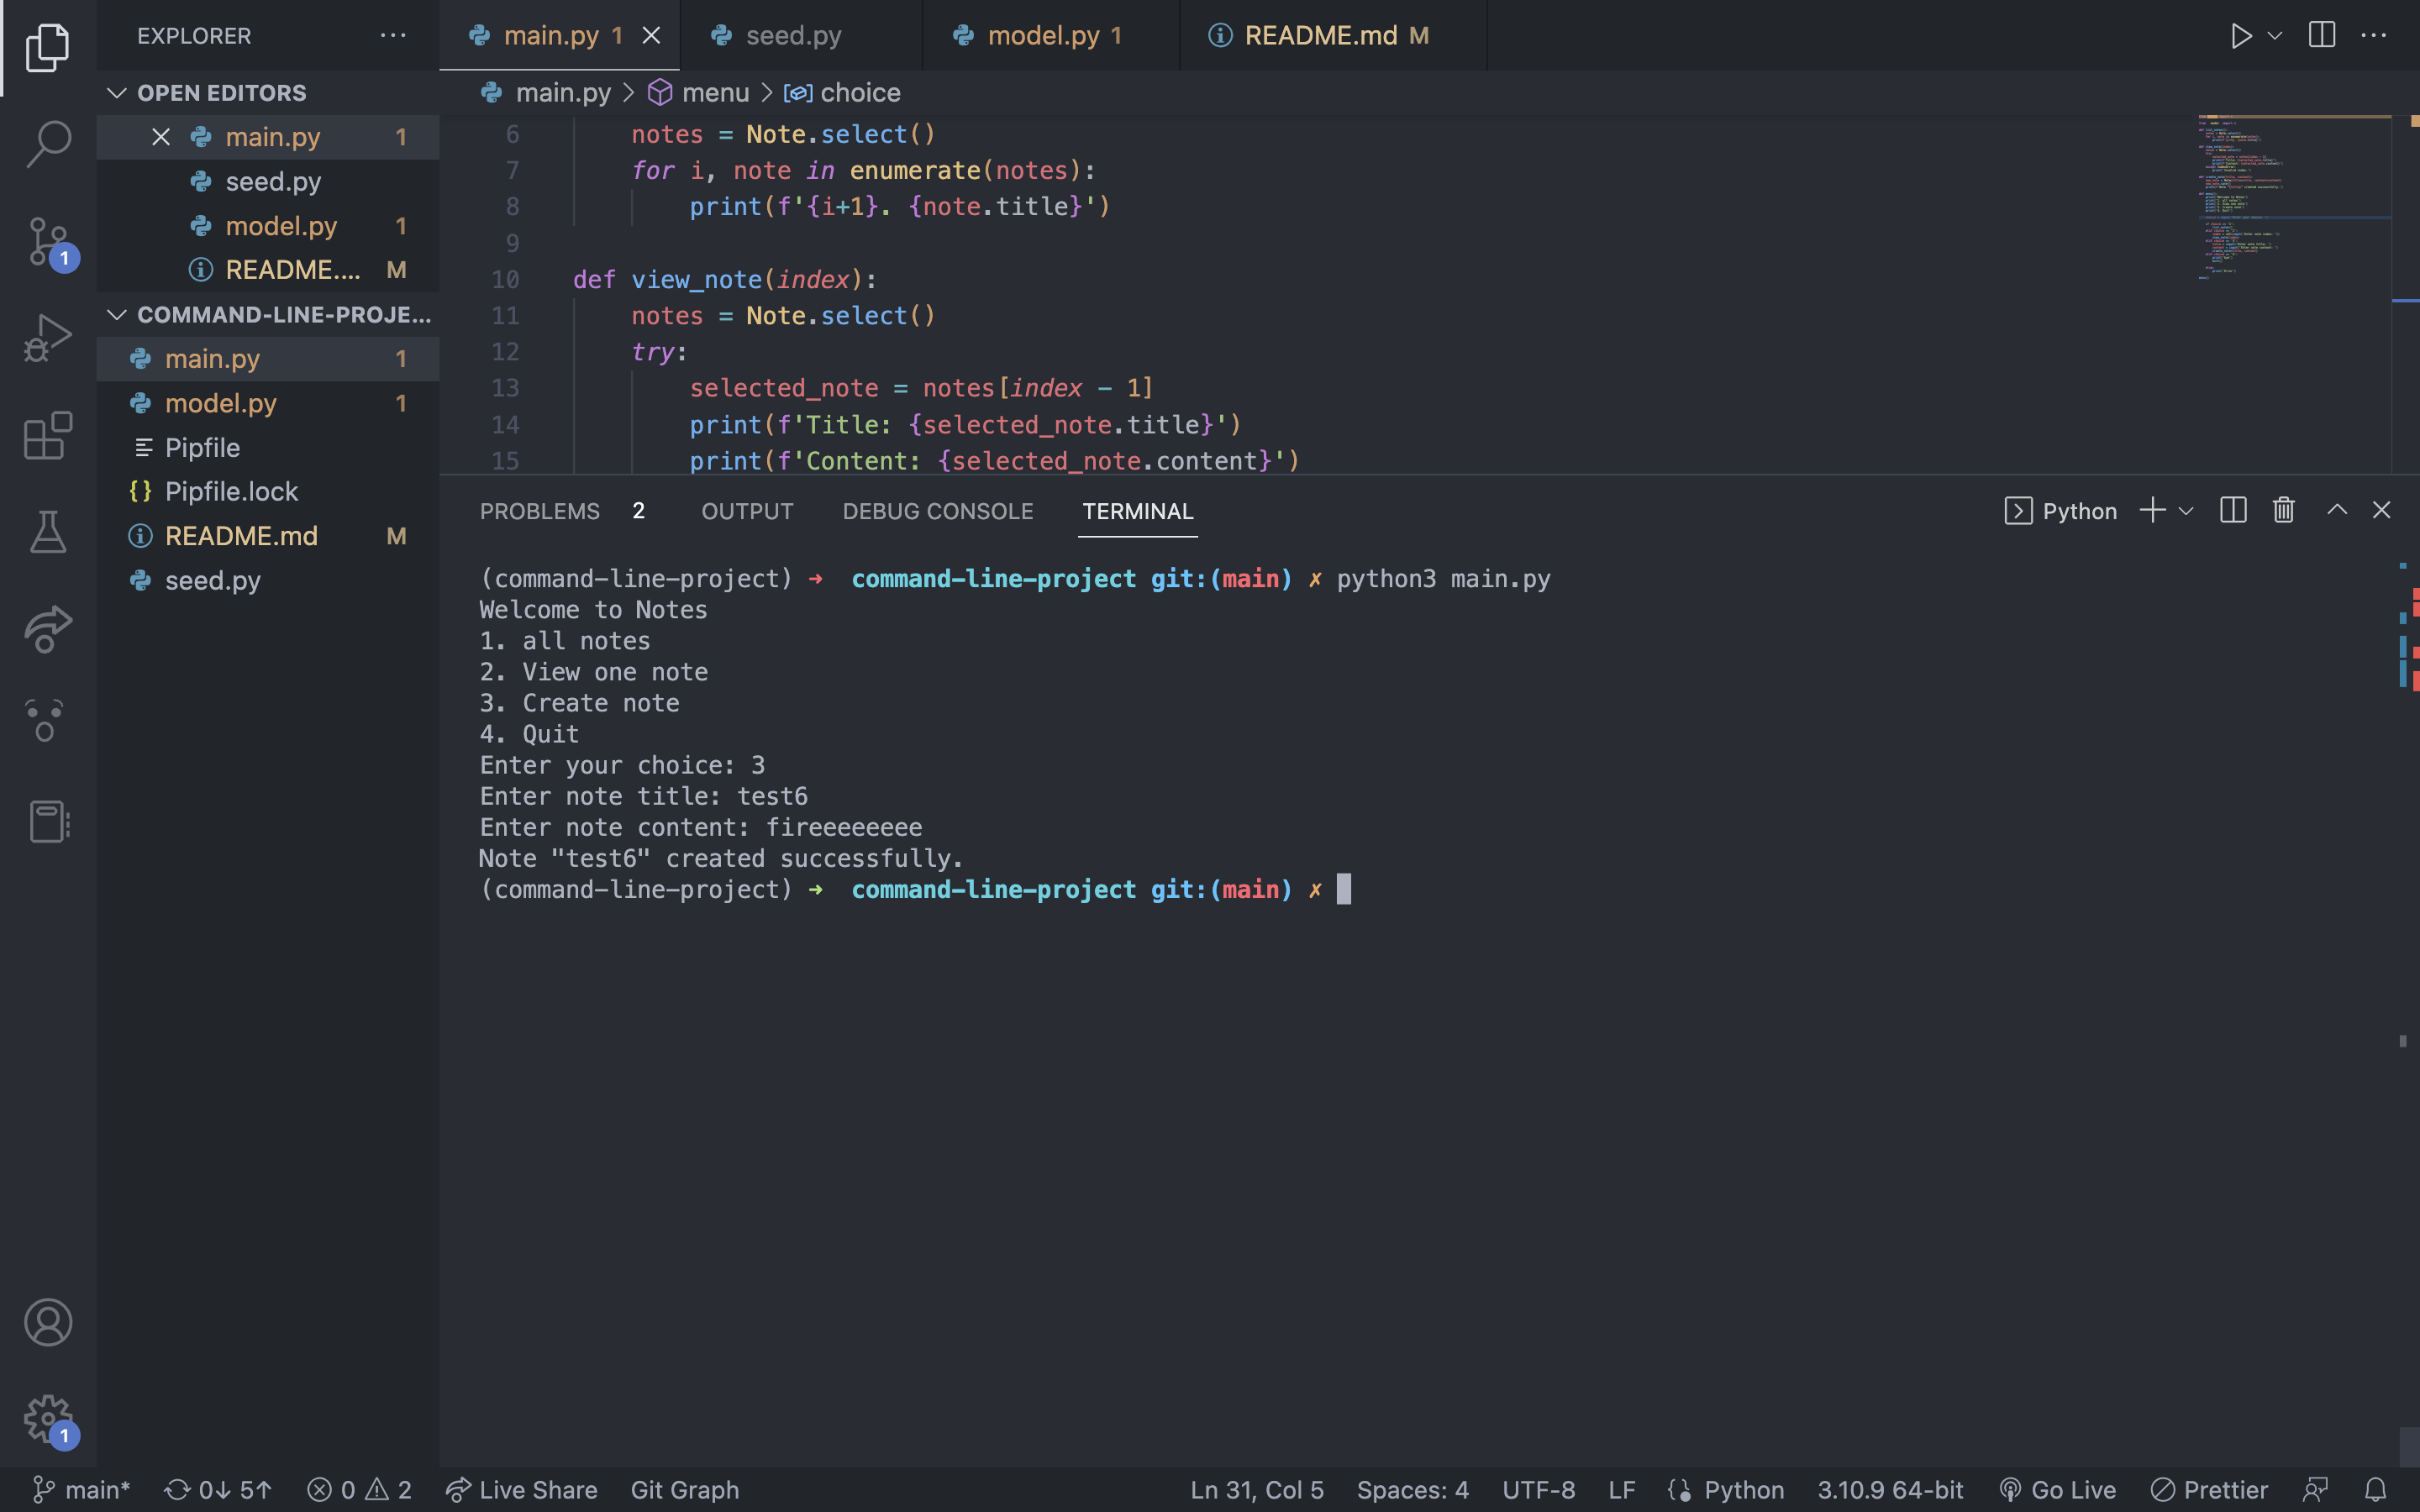 EXPLORER
OPEN EDITORS
main.py 1
seed.py
model.py 1
README.... M
COMMAND-LINE-PROJE...
main.py 1
model.py 1
Pipfile
{} Pipfile.lock
README.md M
seed.py
1
1
main.py 1
seed.py
model.py 1
README.md M
main.py > menu > choice
6 notes = Note.select()
7 for i, note in enumerate(notes):
8 print(f'{i+1}. {note.title}')
9
10 def view_note(index):
11 notes = Note.select()
12 try:
13 selected_note = notes[index - 1]
14 print(f'Title: {selected_note.title}')
15 print(f'Content: {selected_note.content}')
PROBLEMS 2 OUTPUT DEBUG CONSOLE TERMINAL Python
(command-line-project) ➜ command-line-project git:(main) ✗ python3 main.py
Welcome to Notes
1. all notes
2. View one note
3. Create note
4. Quit
Enter your choice: 3
Enter note title: test6
Enter note content: fireeeeeeee
Note "test6" created successfully.
(command-line-project) ➜ command-line-project git:(main) ✗
main* 0↓ 5↑ 0 2 Live Share Git Graph Ln 31, Col 5 Spaces: 4 UTF-8 LF Python 3.10.9 64-bit Go Live Prettier